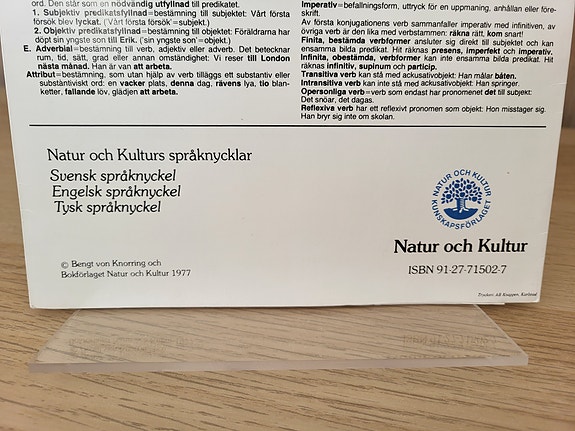 ord. Den står som en nödvändig utfyllnad till predikatet.
1. Subjektiv predikatsfyllnad=bestämning till subjektet: Vårt första
försök blev lyckat. ('Vårt första försök'=subjekt.)
2. Objektiv predikatsfyllnad=bestämning till objektet: Föräldrarna har
döpt sin yngste son till Erik. ('sin yngste son'=objekt.)
E. Adverbial=bestämning till verb, adjektiv eller adverb. Det betecknar
rum, tid, sätt, grad eller annan omständighet: Vi reser till London
nästa månad. Han är van att arbeta.
Attribut=bestämning, som utan hjälp av verb tilläggs ett substantiv eller
substantiviskt ord: en vacker plats, denna dag, rävens lya, tio blan-
ketter, fallande löv, glädjen att arbeta.
Imperativ=befallningsform, uttryck för en uppmaning, anhållan eller före-
skrift.
Av första konjugationens verb sammanfaller imperativ med infinitiven, av
övriga verb är den lika med verbstammen: räkna rätt, kom snart!
Finita, bestämda verbformer ansluter sig direkt till subjektet och kan
ensamma bilda predikat. Hit räknas presens, imperfekt och imperativ.
Infinita, obestämda, verbformer kan inte ensamma bilda predikat. Hit
räknas infinitiv, supinum och particip.
Transitiva verb kan stå med ackusativobjekt: Han målar båten.
Intransitiva verb kan inte stå med ackusativobjekt: Han springer.
Opersonliga verb=verb som endast har pronomenet det till subjekt:
Det snöar, det dagas.
Reflexiva verb har ett reflexivt pronomen som objekt: Hon misstager sig.
Han bryr sig inte om skolan.
Natur och Kulturs språknycklar
Svensk språknyckel
Engelsk språknyckel
Tysk språknyckel
© Bengt von Knorring och
Bokförlaget Natur och Kultur 1977
NATUR OCH KULTUR
KUNSKAPSFÖRLAGET
Natur och Kultur
ISBN 91-27-71502-7
Trycken: AB Knappen, Karlstad